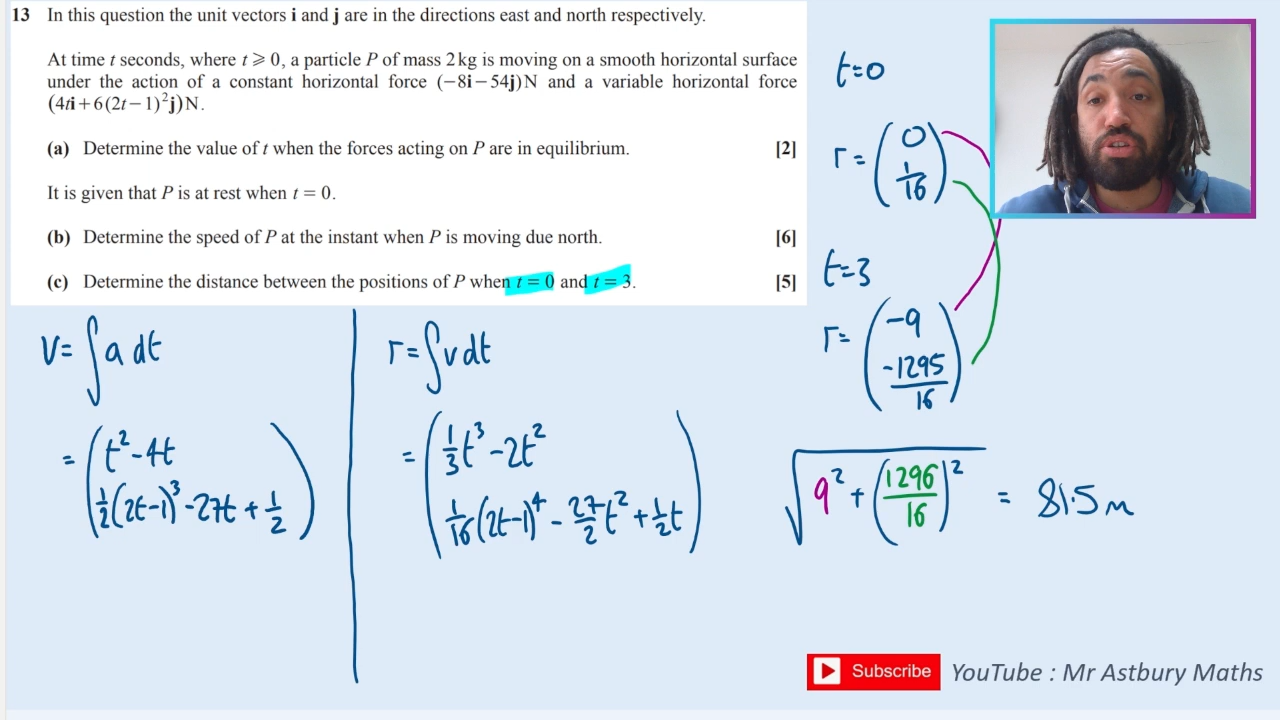 13 In this question the unit vectors i and j are in the directions east and north respectively.
At time t seconds, where t ⩾ 0, a particle P of mass 2 kg is moving on a smooth horizontal surface
under the action of a constant horizontal force (−8i − 54j) N and a variable horizontal force
(4ti + 6(2t − 1)²j) N.
(a) Determine the value of t when the forces acting on P are in equilibrium. [2]
It is given that P is at rest when t = 0.
(b) Determine the speed of P at the instant when P is moving due north. [6]
(c) Determine the distance between the positions of P when t = 0 and t = 3. [5]
V = ∫ a dt
= ( t² − 4t
½(2t−1)³ − 27t + ½ )
r = ∫ v dt
= ( ⅓t³ − 2t²
1/16(2t−1)⁴ − 27/2 t² + ½t )
t=0
r = ( 0
1/16 )
t=3
r = ( −9
−1295/16 )
√(9² + (1296/16)²) = 81.5m
Subscribe YouTube : Mr Astbury Maths